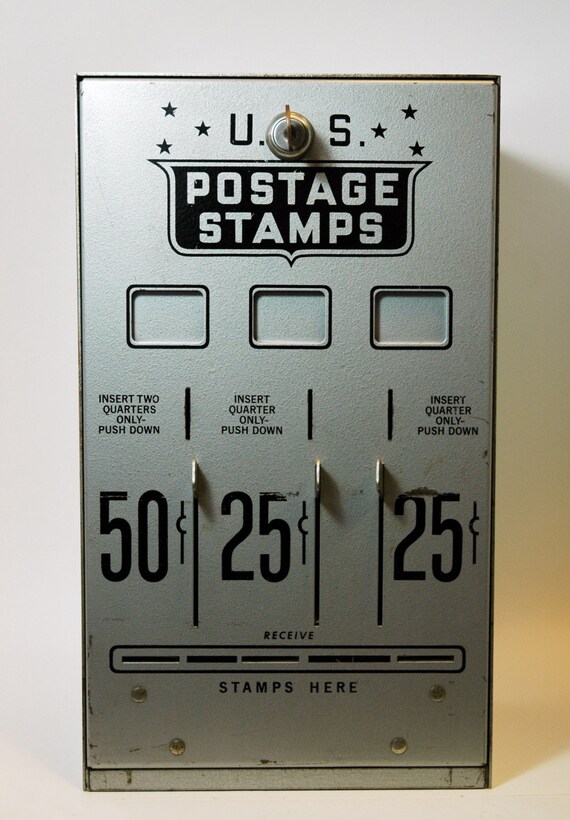 U. S.
POSTAGE
STAMPS
INSERT TWO
QUARTERS
ONLY-
PUSH DOWN
INSERT
QUARTER
ONLY-
PUSH DOWN
INSERT
QUARTER
ONLY-
PUSH DOWN
50¢
25¢
25¢
RECEIVE
STAMPS HERE